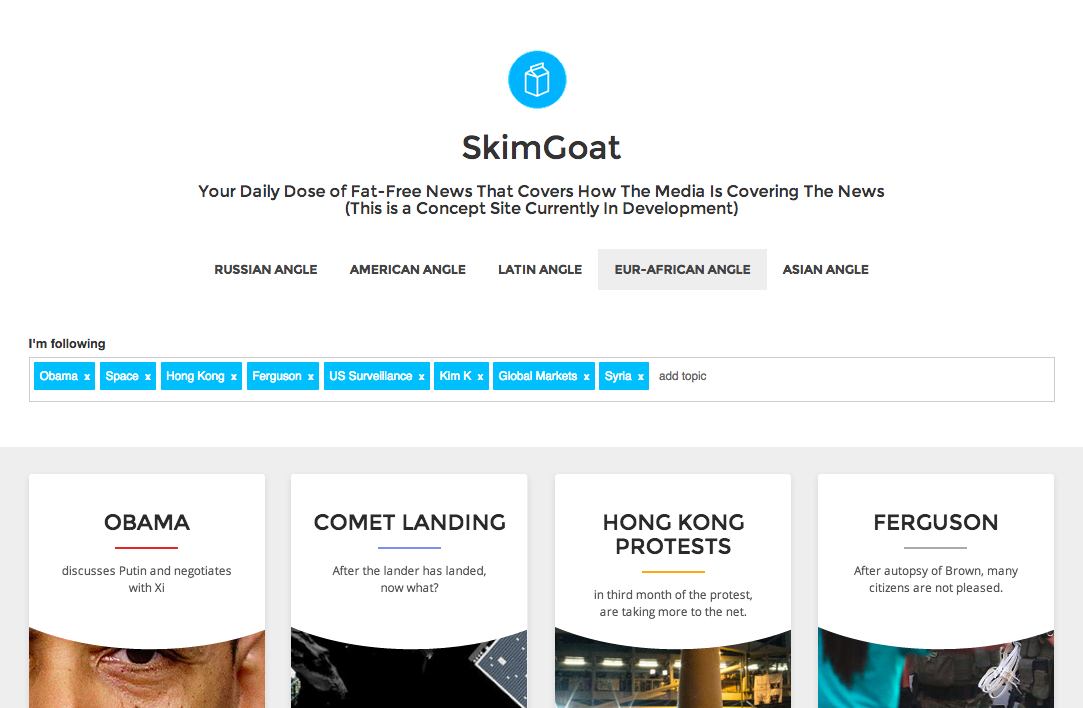 SkimGoat
Your Daily Dose of Fat-Free News That Covers How The Media Is Covering The News
(This is a Concept Site Currently In Development)
RUSSIAN ANGLE AMERICAN ANGLE LATIN ANGLE EUR-AFRICAN ANGLE ASIAN ANGLE
I'm following
Obama x Space x Hong Kong x Ferguson x US Surveillance x Kim K x Global Markets x Syria x add topic
OBAMA
discusses Putin and negotiates
with Xi
COMET LANDING
After the lander has landed,
now what?
HONG KONG
PROTESTS
in third month of the protest,
are taking more to the net.
FERGUSON
After autopsy of Brown, many
citizens are not pleased.